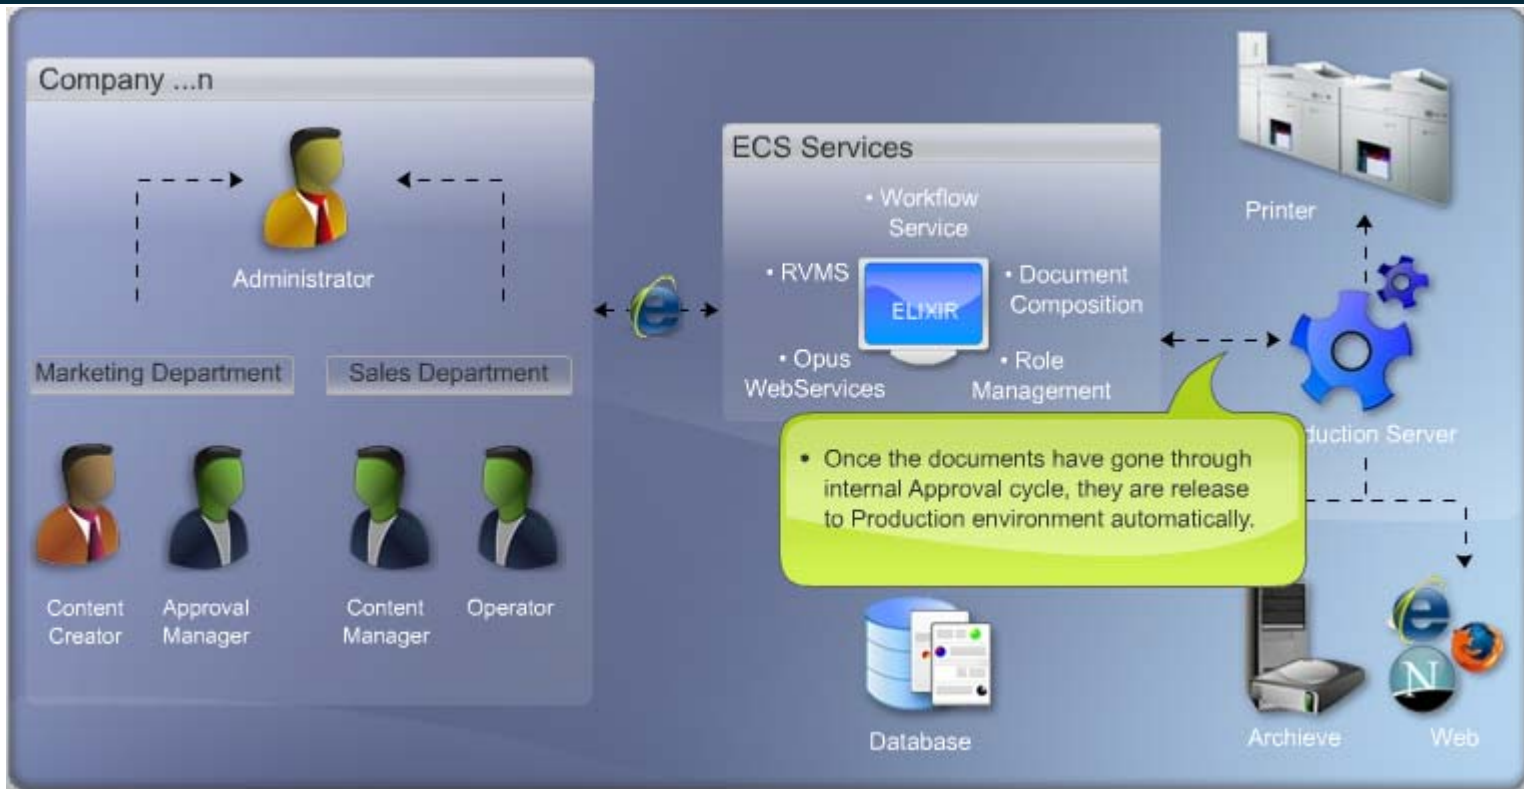 Company ...n
Administrator
Marketing Department
Sales Department
Content
Creator
Approval
Manager
Content
Manager
Operator
ECS Services
• Workflow
Service
• RVMS
• Document
Composition
ELIXIR
• Opus
WebServices
• Role
Management
Printer
duction Server
• Once the documents have gone through
internal Approval cycle, they are release
to Production environment automatically.
Database
Archieve
Web